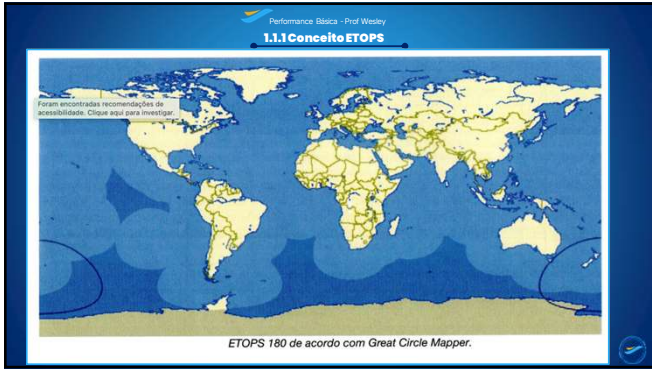 Performance Básica - Prof Wesley
1.1.1 Conceito ETOPS
Foram encontradas recomendações de
acessibilidade. Clique aqui para investigar.
ETOPS 180 de acordo com Great Circle Mapper.